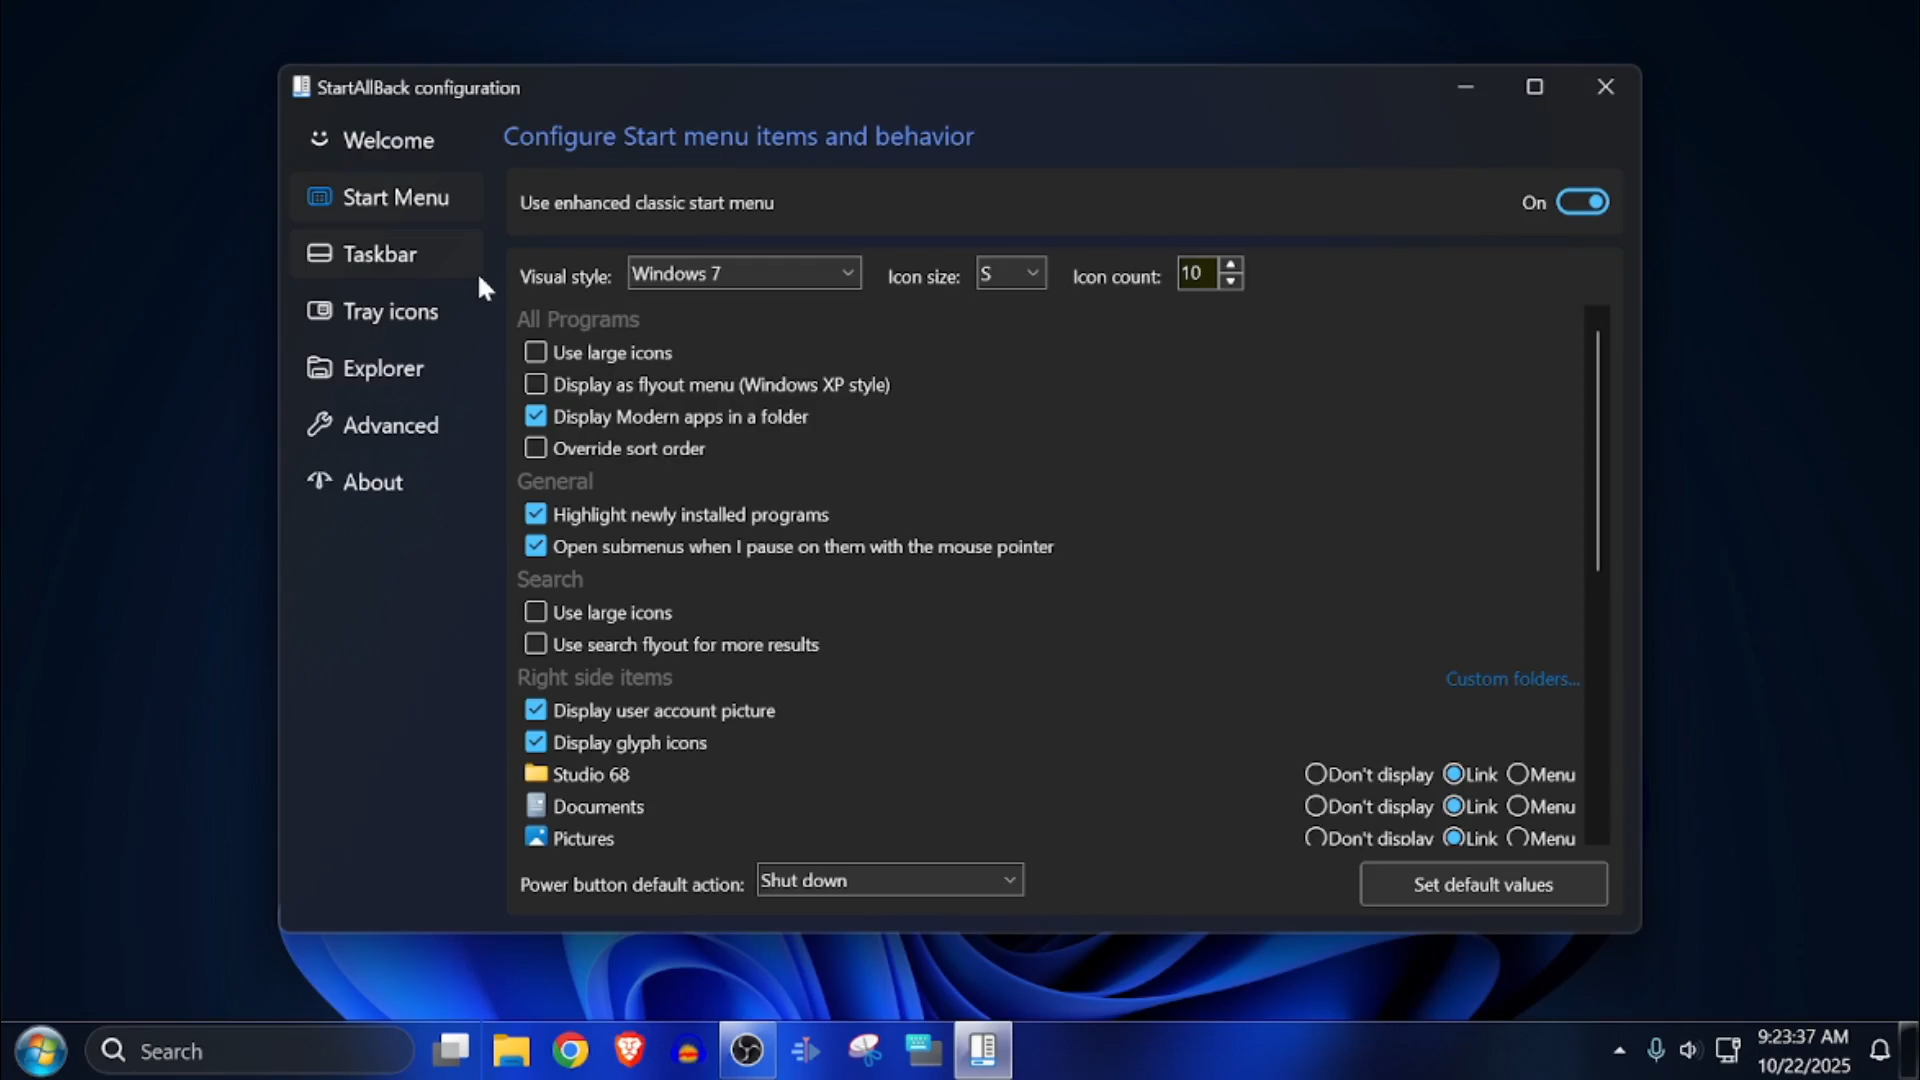 StartAllBack configuration
Welcome
Start Menu
Taskbar
Tray icons
Explorer
Advanced
About
Configure Start menu items and behavior
Use enhanced classic start menu
On
Visual style: Windows 7
Icon size: S
Icon count: 10
All Programs
Use large icons
Display as flyout menu (Windows XP style)
Display Modern apps in a folder
Override sort order
General
Highlight newly installed programs
Open submenus when I pause on them with the mouse pointer
Search
Use large icons
Use search flyout for more results
Right side items
Custom folders...
Display user account picture
Display glyph icons
Studio 68 Don't display Link Menu
Documents Don't display Link Menu
Pictures Don't display Link Menu
Power button default action: Shut down
Set default values
Search
9:23:37 AM
10/22/2025